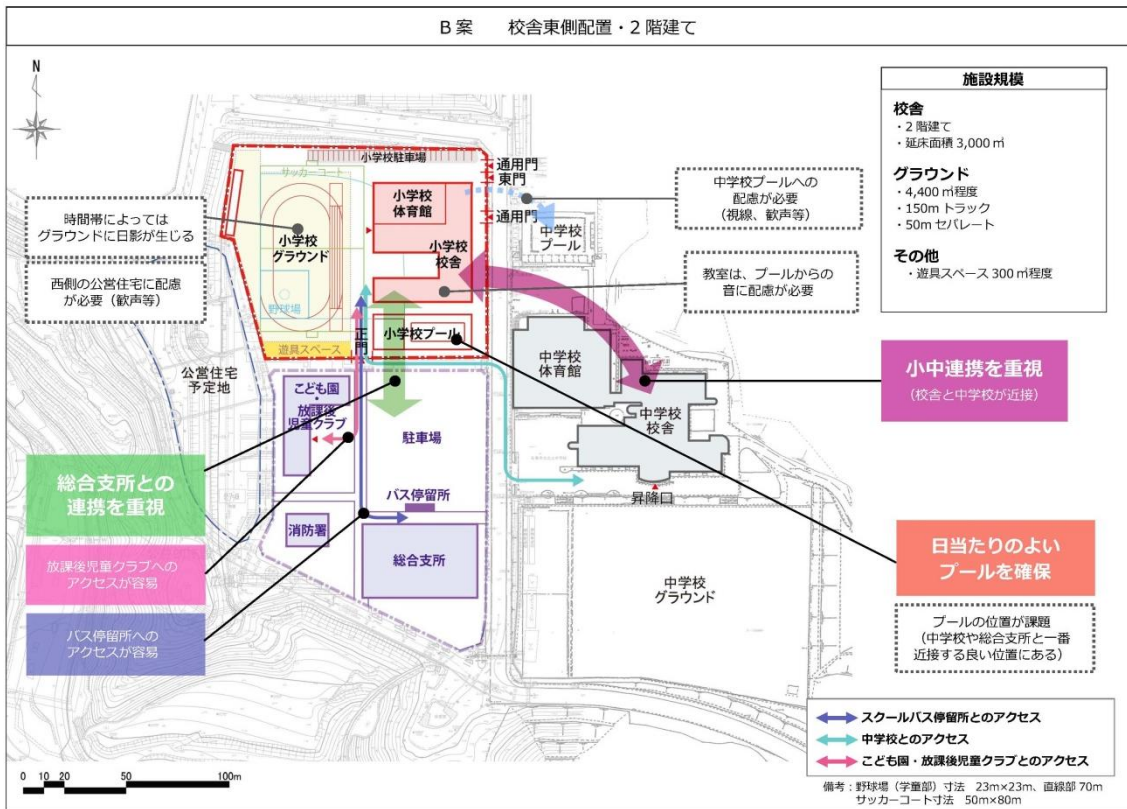 B案　校舎東側配置・2階建て
N
施設規模
校舎
・2階建て
・延床面積 3,000㎡
グラウンド
・4,400㎡程度
・150mトラック
・50mセパレート
その他
・遊具スペース 300㎡程度
小学校駐車場
サッカーコート
通用門
東門
通用門
小学校
体育館
小学校
校舎
小学校
グラウンド
野球場
遊具スペース
正門
小学校プール
中学校
プール
中学校プールへの
配慮が必要
（視線、歓声等）
時間帯によっては
グラウンドに日影が生じる
西側の公営住宅に配慮
が必要（歓声等）
教室は、プールからの
音に配慮が必要
公営住宅
予定地
こども園
・
放課後
児童クラブ
駐車場
バス停留所
消防署
総合支所
中学校
体育館
中学校
校舎
昇降口
中学校
グラウンド
小中連携を重視
（校舎と中学校が近接）
総合支所との
連携を重視
放課後児童クラブへの
アクセスが容易
バス停留所への
アクセスが容易
日当たりのよい
プールを確保
プールの位置が課題
（中学校や総合支所と一番
近接する良い位置にある）
スクールバス停留所とのアクセス
中学校とのアクセス
こども園・放課後児童クラブとのアクセス
0 10 20 50 100m
備考：野球場（学童部）寸法　23m×23m、直線部 70m
サッカーコート寸法　50m×80m